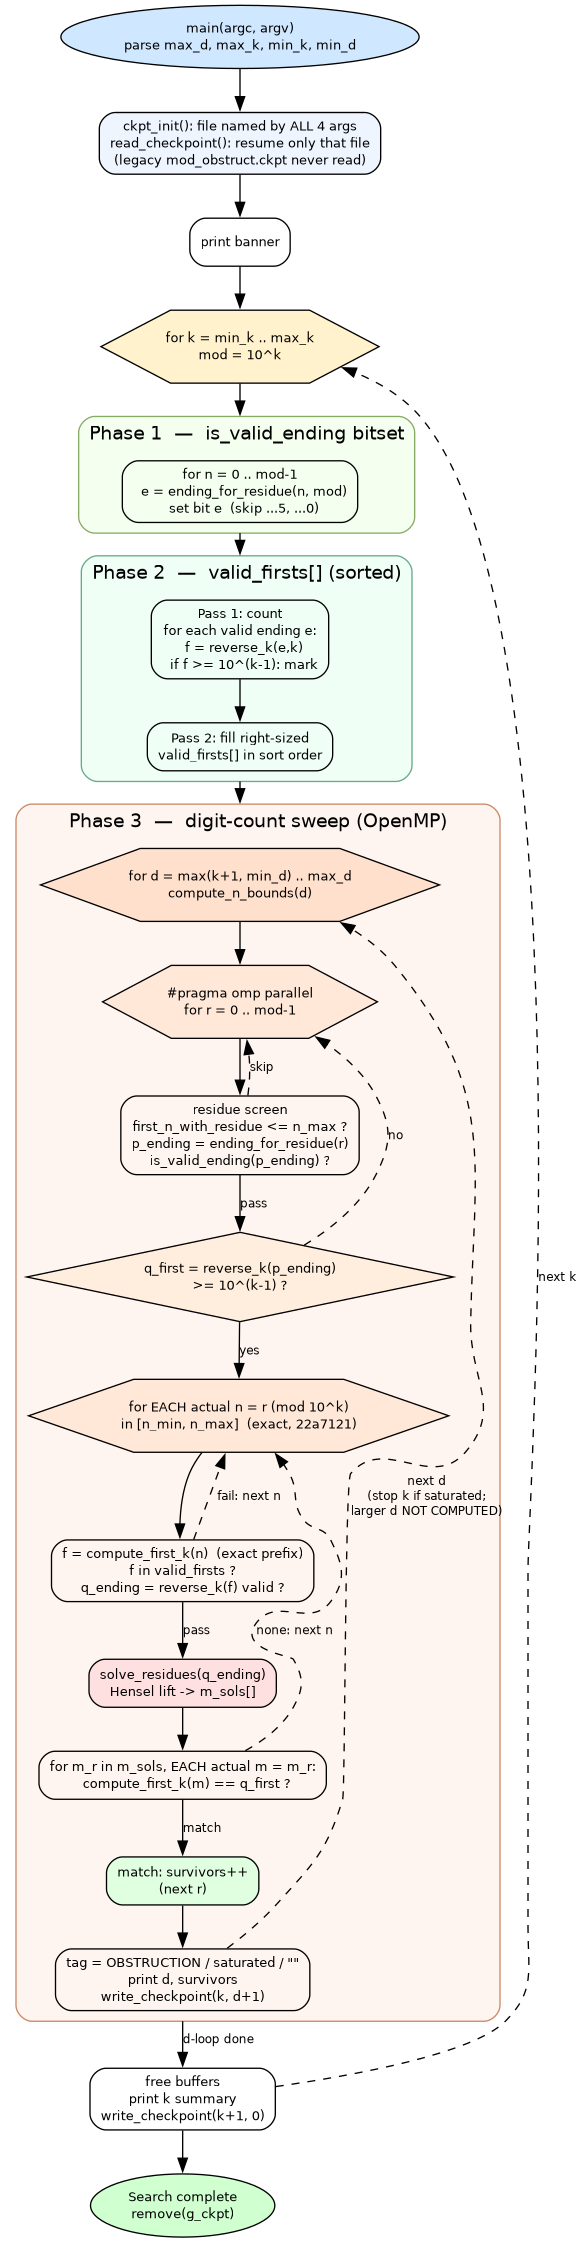 main(argc, argv)
parse max_d, max_k, min_k, min_d
ckpt_init(): file named by ALL 4 args
read_checkpoint(): resume only that file
(legacy mod_obstruct.ckpt never read)
print banner
for k = min_k .. max_k
mod = 10^k
Phase 1 — is_valid_ending bitset
for n = 0 .. mod-1
e = ending_for_residue(n, mod)
set bit e (skip ...5, ...0)
Phase 2 — valid_firsts[] (sorted)
Pass 1: count
for each valid ending e:
f = reverse_k(e,k)
if f >= 10^(k-1): mark
Pass 2: fill right-sized
valid_firsts[] in sort order
Phase 3 — digit-count sweep (OpenMP)
for d = max(k+1, min_d) .. max_d
compute_n_bounds(d)
#pragma omp parallel
for r = 0 .. mod-1
skip
residue screen
first_n_with_residue <= n_max ?
p_ending = ending_for_residue(r)
is_valid_ending(p_ending) ?
no
pass
q_first = reverse_k(p_ending)
>= 10^(k-1) ?
next k
yes
for EACH actual n = r (mod 10^k)
in [n_min, n_max] (exact, 22a7121)
next d
(stop k if saturated;
larger d NOT COMPUTED)
fail: next n
f = compute_first_k(n) (exact prefix)
f in valid_firsts ?
q_ending = reverse_k(f) valid ?
pass
none: next n
solve_residues(q_ending)
Hensel lift -> m_sols[]
for m_r in m_sols, EACH actual m = m_r:
compute_first_k(m) == q_first ?
match
match: survivors++
(next r)
tag = OBSTRUCTION / saturated / ""
print d, survivors
write_checkpoint(k, d+1)
d-loop done
free buffers
print k summary
write_checkpoint(k+1, 0)
Search complete
remove(g_ckpt)